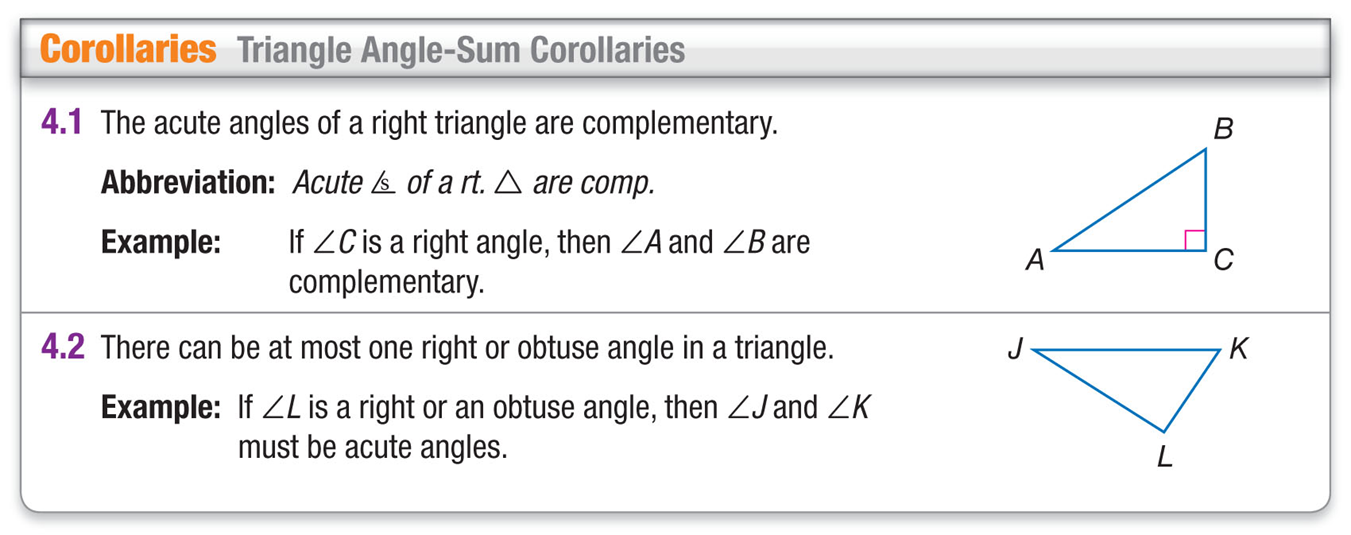 Corollaries Triangle Angle-Sum Corollaries
4.1 The acute angles of a right triangle are complementary.
Abbreviation: Acute ∠s of a rt. △ are comp.
Example: If ∠C is a right angle, then ∠A and ∠B are
complementary.
B
A
C
4.2 There can be at most one right or obtuse angle in a triangle.
Example: If ∠L is a right or an obtuse angle, then ∠J and ∠K
must be acute angles.
J
K
L